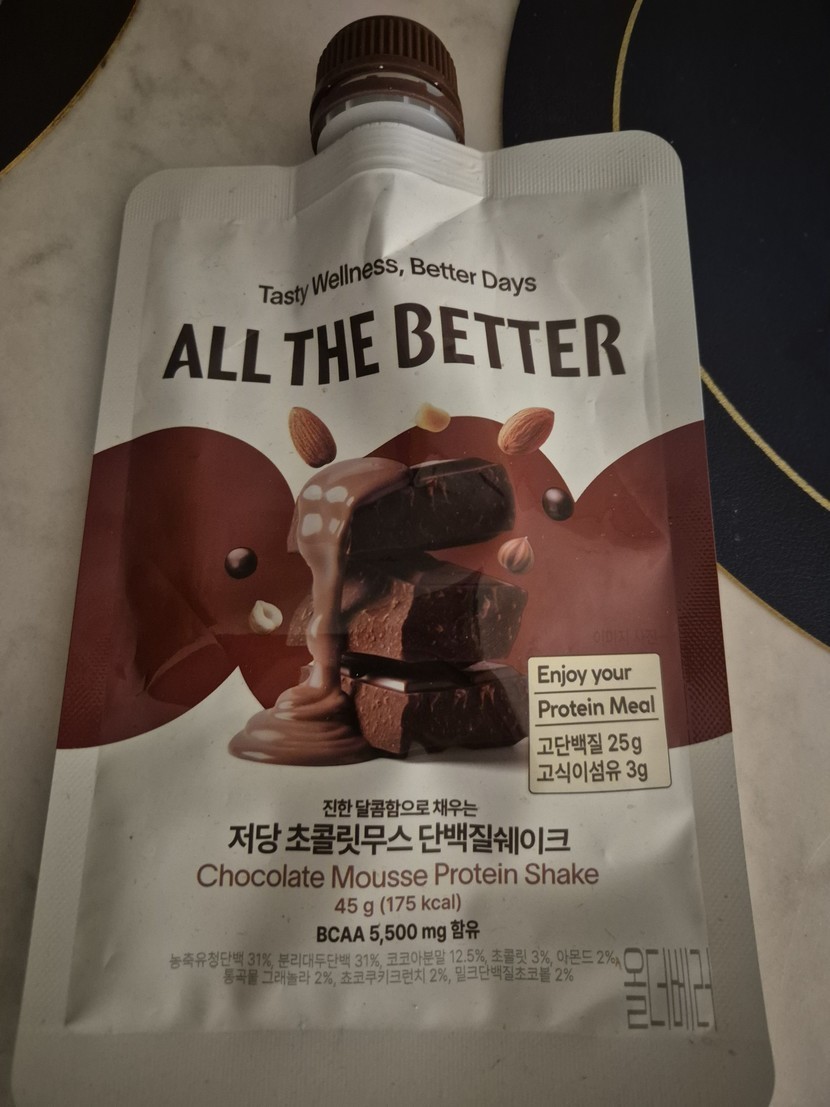 Tasty Wellness, Better Days
ALL THE BETTER
Enjoy your
Protein Meal
고단백질 25g
고식이섬유 3g
진한 달콤함으로 채우는
저당 초콜릿무스 단백질쉐이크
Chocolate Mousse Protein Shake
45 g (175 kcal)
BCAA 5,500 mg 함유
농축유청단백 31%, 분리대두단백 31%, 코코아분말 12.5%, 초콜릿 3%, 아몬드 2%,
통곡물 그래놀라 2%, 쵸코쿠키크런치 2%, 밀크단백질초코볼 2%
올더베러